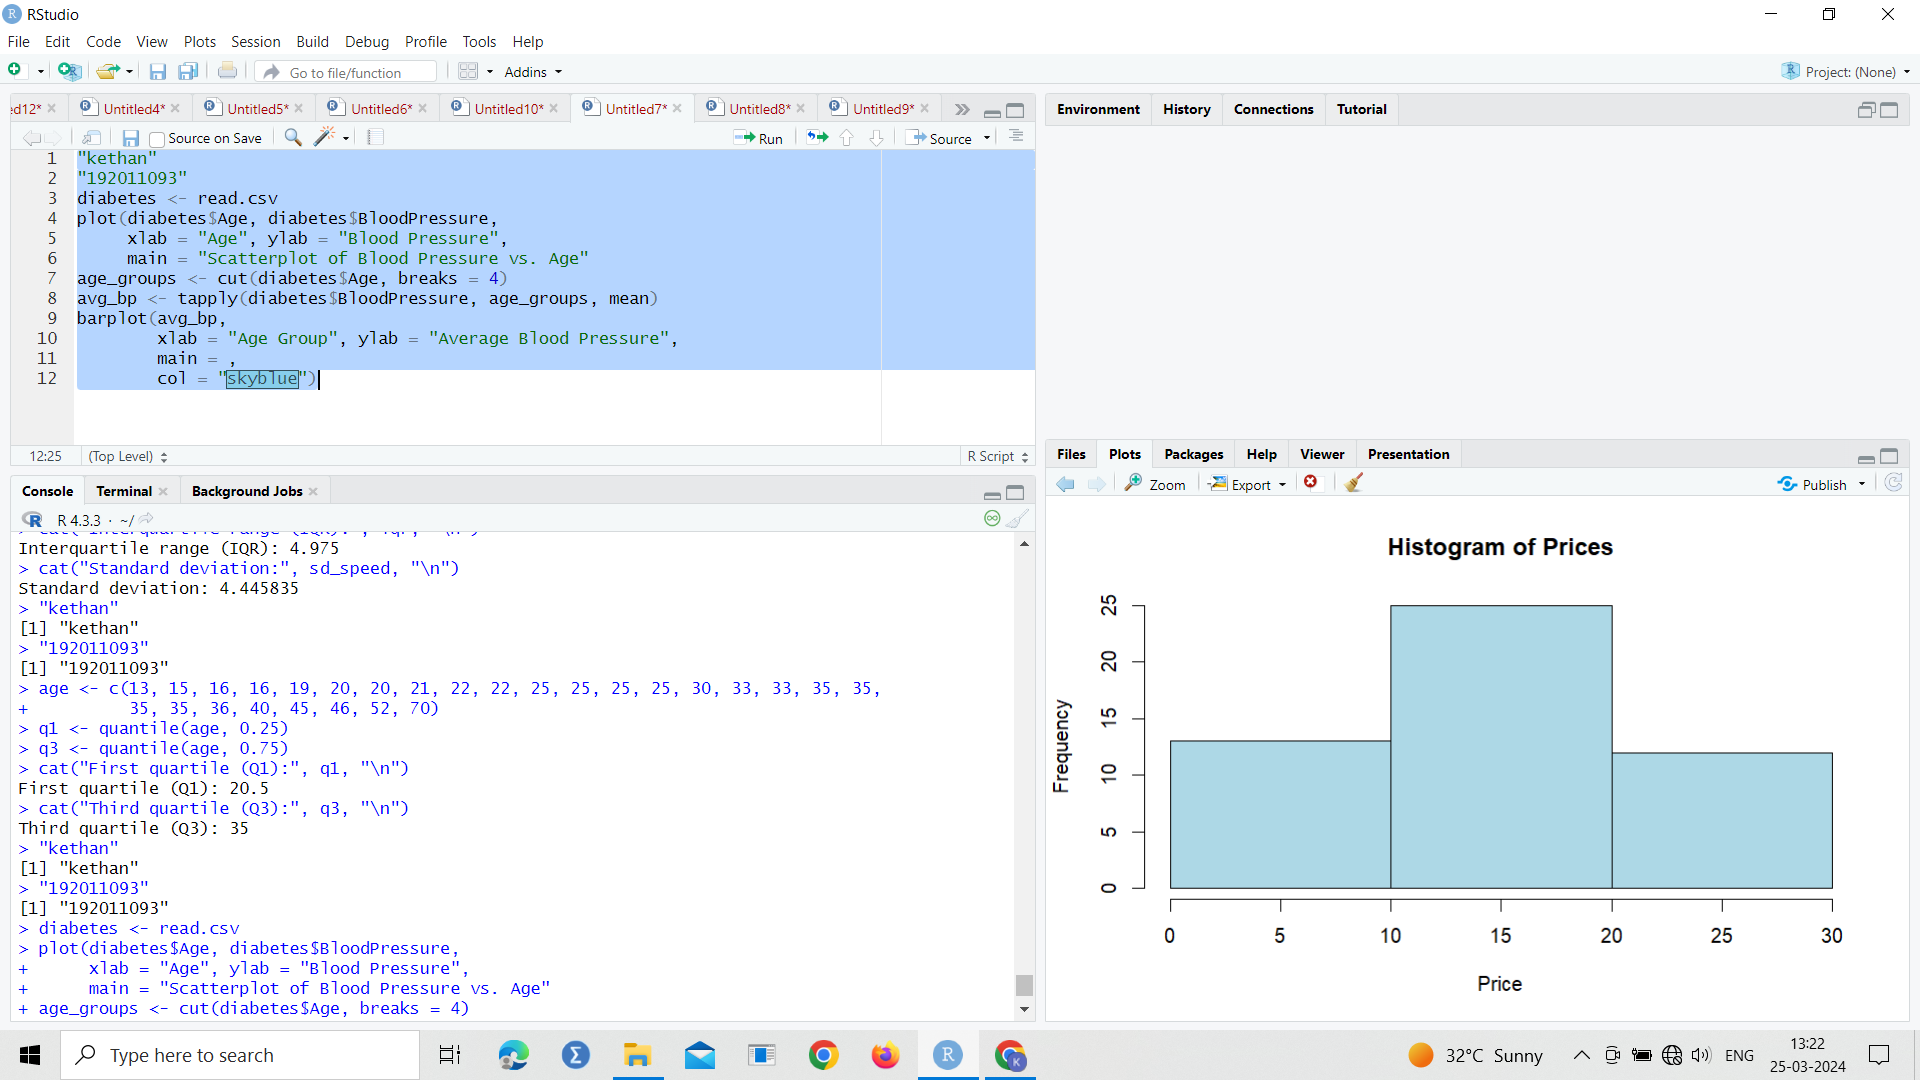 RStudio
File Edit Code View Plots Session Build Debug Profile Tools Help
Go to file/function Addins Project: (None)
ed12* Untitled4* Untitled5* Untitled6* Untitled10* Untitled7* Untitled8* Untitled9*
Source on Save Run Source
1 "kethan"
2 "192011093"
3 diabetes <- read.csv
4 plot(diabetes$Age, diabetes$BloodPressure,
5 xlab = "Age", ylab = "Blood Pressure",
6 main = "Scatterplot of Blood Pressure vs. Age"
7 age_groups <- cut(diabetes$Age, breaks = 4)
8 avg_bp <- tapply(diabetes$BloodPressure, age_groups, mean)
9 barplot(avg_bp,
10 xlab = "Age Group", ylab = "Average Blood Pressure",
11 main = ,
12 col = "skyblue")
12:25 (Top Level) R Script
Console Terminal Background Jobs
R 4.3.3 · ~/
> cat("Interquartile range (IQR):", iqr, "\n")
Interquartile range (IQR): 4.975
> cat("Standard deviation:", sd_speed, "\n")
Standard deviation: 4.445835
> "kethan"
[1] "kethan"
> "192011093"
[1] "192011093"
> age <- c(13, 15, 16, 16, 19, 20, 20, 21, 22, 22, 25, 25, 25, 25, 30, 33, 33, 35, 35,
+ 35, 35, 36, 40, 45, 46, 52, 70)
> q1 <- quantile(age, 0.25)
> q3 <- quantile(age, 0.75)
> cat("First quartile (Q1):", q1, "\n")
First quartile (Q1): 20.5
> cat("Third quartile (Q3):", q3, "\n")
Third quartile (Q3): 35
> "kethan"
[1] "kethan"
> "192011093"
[1] "192011093"
> diabetes <- read.csv
> plot(diabetes$Age, diabetes$BloodPressure,
+ xlab = "Age", ylab = "Blood Pressure",
+ main = "Scatterplot of Blood Pressure vs. Age"
+ age_groups <- cut(diabetes$Age, breaks = 4)
Environment History Connections Tutorial
Files Plots Packages Help Viewer Presentation
Zoom Export Publish
Histogram of Prices
Frequency
25
20
15
10
5
0
0 5 10 15 20 25 30
Price
Type here to search
32°C Sunny
ENG
13:22
25-03-2024